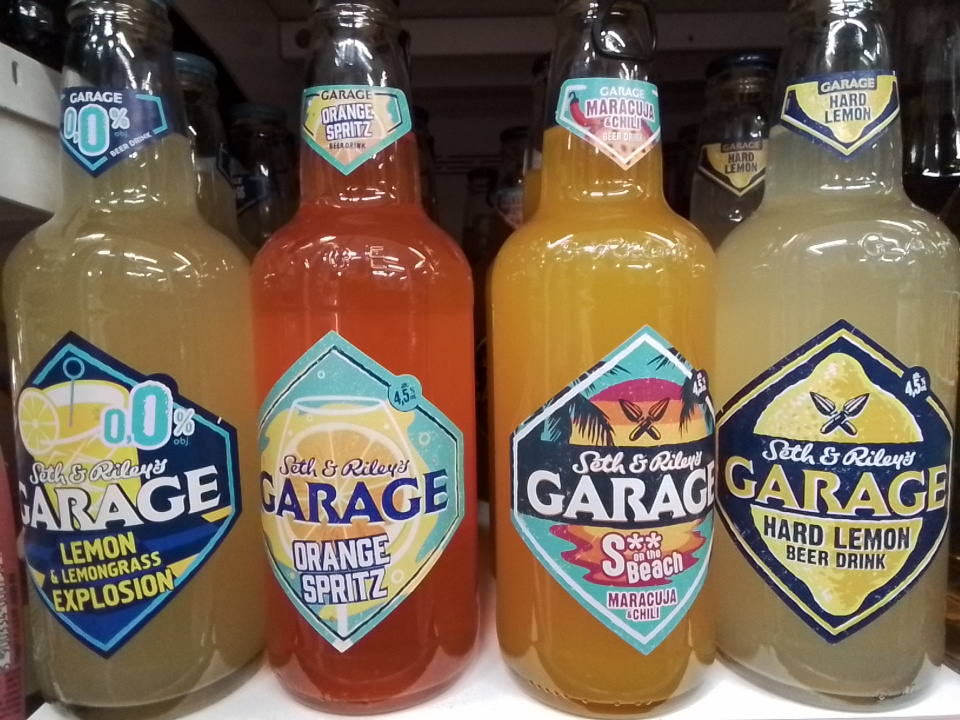 GARAGE
0,0%
obj.
BEER DRINK
0,0%
obj.
Seth & Riley's
GARAGE
LEMON
& LEMONGRASS
EXPLOSION
GARAGE
ORANGE
SPRITZ
BEER DRINK
4,5%
Seth & Riley's
GARAGE
ORANGE
SPRITZ
GARAGE
MARACUJA
& CHILI
BEER DRINK
4,5
Seth & Riley's
GARAGE
S**
on the
Beach
MARACUJA
& CHILI
GARAGE
HARD
LEMON
GARAGE
HARD
LEMON
4,5%
Seth & Riley's
GARAGE
HARD LEMON
BEER DRINK